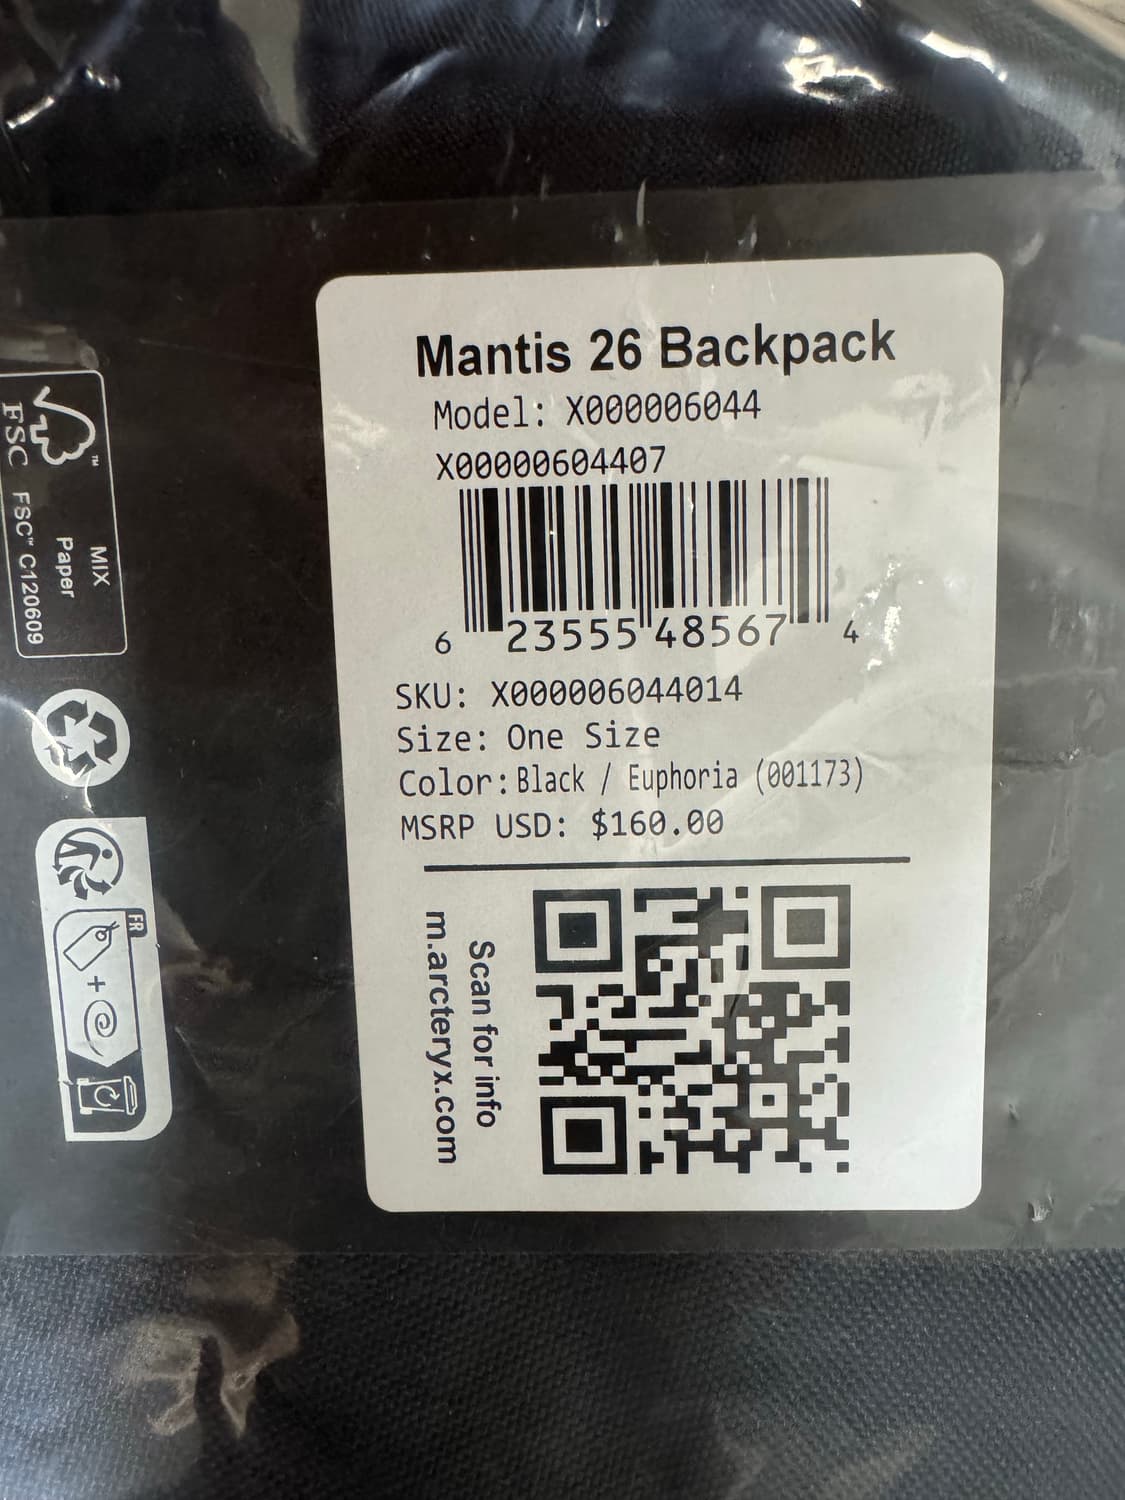 Mantis 26 Backpack
Model: X000006044
X00000604407
6 23555 48567 4
SKU: X000006044014
Size: One Size
Color: Black / Euphoria (001173)
MSRP USD: $160.00
Scan for info
m.arcteryx.com
™
FSC
MIX
Paper
FSC™ C120609
FR
+